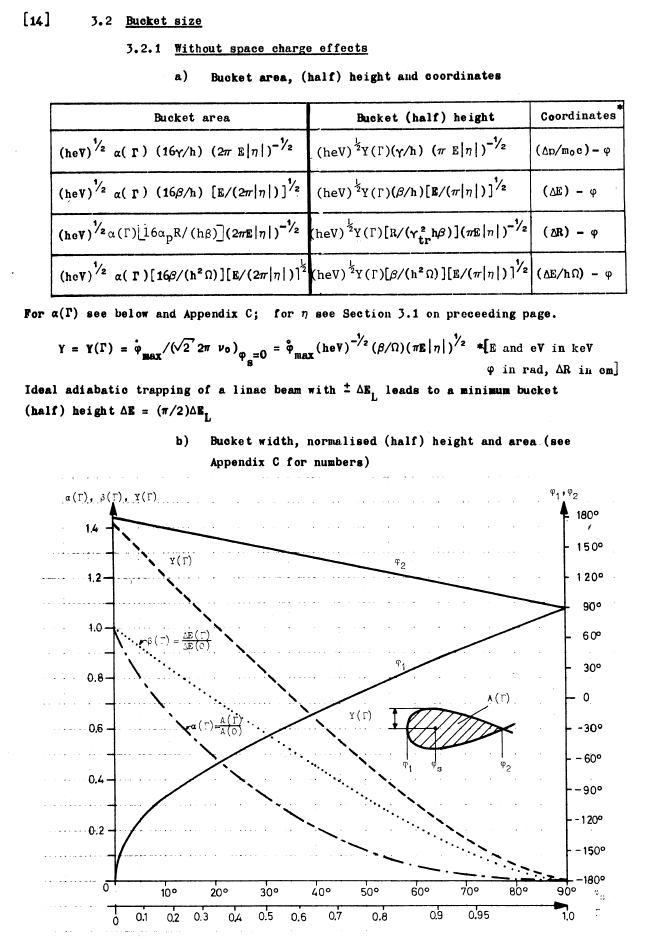 [14] 3.2 Bucket size
3.2.1 Without space charge effects
a) Bucket area, (half) height and coordinates
Bucket area | Bucket (half) height | Coordinates*
(heV)^1/2 α(Γ) (16γ/h) (2π E|η|)^-1/2 | (heV)^1/2 Y(Γ)(γ/h) (π E|η|)^-1/2 | (Δp/m₀c) – φ
(heV)^1/2 α(Γ) (16β/h) [E/(2π|η|)]^1/2 | (heV)^1/2 Y(Γ)(β/h)[E/(π|η|)]^1/2 | (ΔE) – φ
(heV)^1/2 α(Γ)[16α_p R/(hβ)](2πE|η|)^-1/2 | (heV)^1/2 Y(Γ)[R/(γ²_tr hβ)](πE|η|)^-1/2 | (ΔR) – φ
(heV)^1/2 α(Γ)[16β/(h²Ω)][E/(2π|η|)]^1/2 | (heV)^1/2 Y(Γ)[β/(h²Ω)][E/(π|η|)]^1/2 | (ΔE/hΩ) – φ
For α(Γ) see below and Appendix C; for η see Section 3.1 on preceeding page.
Y = Y(Γ) = φ̇_max/(√2 2π ν₀)_φs=0 = φ̇_max (heV)^-1/2 (β/Ω)(πE|η|)^1/2 *[E and eV in keV
φ in rad, ΔR in cm]
Ideal adiabatic trapping of a linac beam with ± ΔE_L leads to a minimum bucket
(half) height ΔE = (π/2)ΔE_L
b) Bucket width, normalised (half) height and area (see
Appendix C for numbers)
α(Γ), β(Γ), Y(Γ)
φ₁, φ₂
1.4
1.2
1.0
0.8
0.6
0.4
0.2
0
180°
150°
120°
90°
60°
30°
0
-30°
-60°
-90°
-120°
-150°
-180°
Y(Γ)
φ₂
β(Γ) = ΔE(Γ)/ΔE(0)
φ₁
α(Γ) = A(Γ)/A(0)
Y(Γ)
A(Γ)
φ₁ φ_s φ₂
10° 20° 30° 40° 50° 60° 70° 80° 90°
0 0.1 0.2 0.3 0.4 0.5 0.6 0.7 0.8 0.9 0.95 1.0